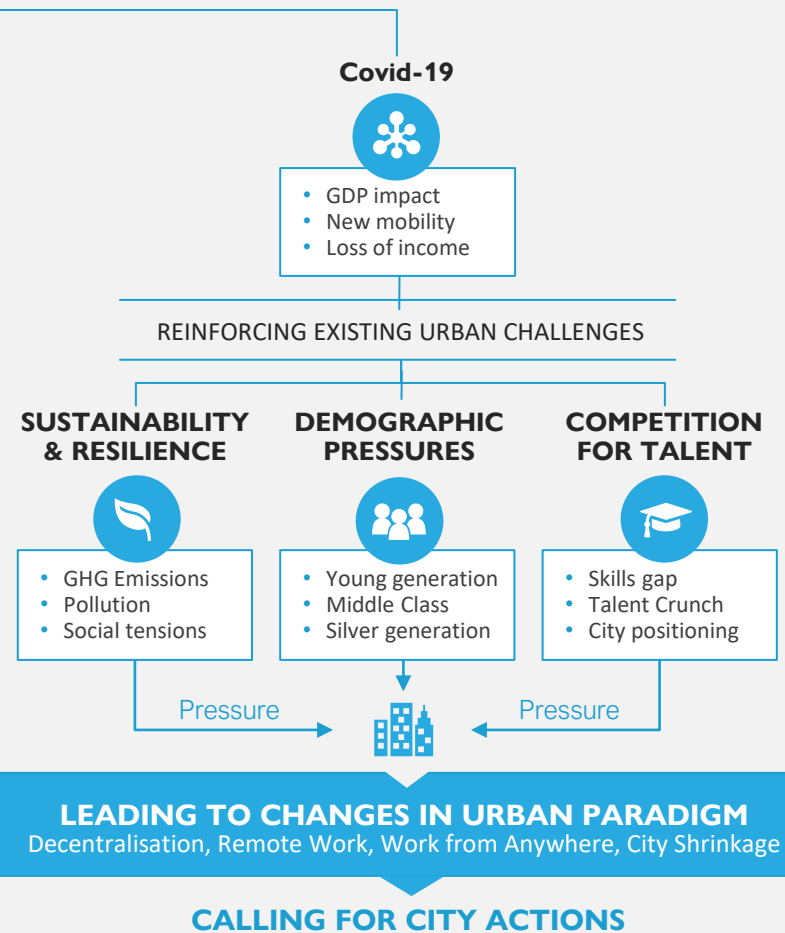 Covid-19
• GDP impact
• New mobility
• Loss of income
REINFORCING EXISTING URBAN CHALLENGES
SUSTAINABILITY
& RESILIENCE
• GHG Emissions
• Pollution
• Social tensions
DEMOGRAPHIC
PRESSURES
• Young generation
• Middle Class
• Silver generation
COMPETITION
FOR TALENT
• Skills gap
• Talent Crunch
• City positioning
Pressure
Pressure
LEADING TO CHANGES IN URBAN PARADIGM
Decentralisation, Remote Work, Work from Anywhere, City Shrinkage
CALLING FOR CITY ACTIONS